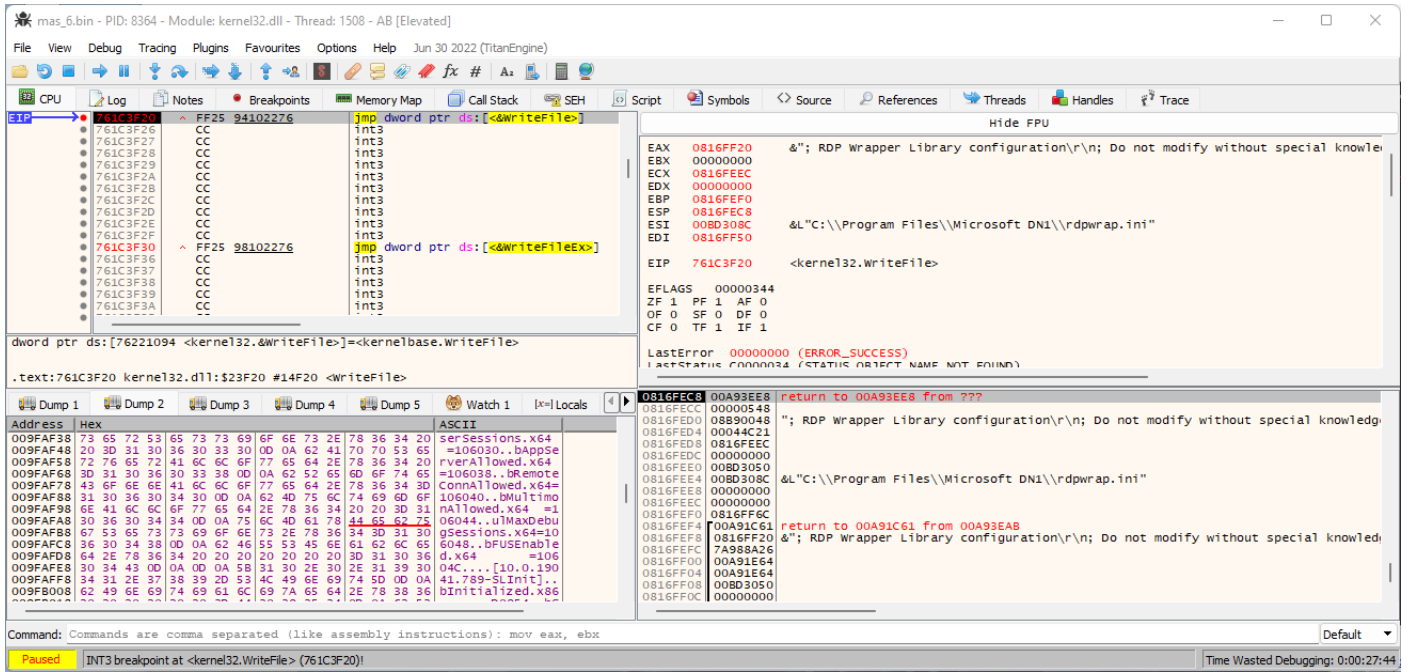 mas_6.bin - PID: 8364 - Module: kernel32.dll - Thread: 1508 - AB [Elevated]
File View Debug Tracing Plugins Favourites Options Help Jun 30 2022 (TitanEngine)
CPU Log Notes Breakpoints Memory Map Call Stack SEH Script Symbols Source References Threads Handles Trace
EIP 761C3F20 FF25 94102276 jmp dword ptr ds:[<&WriteFile>]
761C3F26 CC int3
761C3F27 CC int3
761C3F28 CC int3
761C3F29 CC int3
761C3F2A CC int3
761C3F2B CC int3
761C3F2C CC int3
761C3F2D CC int3
761C3F2E CC int3
761C3F2F CC int3
761C3F30 FF25 98102276 jmp dword ptr ds:[<&WriteFileEx>]
761C3F36 CC int3
761C3F37 CC int3
761C3F38 CC int3
761C3F39 CC int3
761C3F3A CC int3
dword ptr ds:[76221094 <kernel32.&WriteFile>]=<kernelbase.WriteFile>
.text:761C3F20 kernel32.dll:$23F20 #14F20 <WriteFile>
Hide FPU
EAX 0816FF20 &"; RDP Wrapper Library configuration\r\n; Do not modify without special knowle
EBX 00000000
ECX 0816FEEC
EDX 00000000
EBP 0816FEF0
ESP 0816FEC8
ESI 00BD308C &L"C:\\Program Files\\Microsoft DN1\\rdpwrap.ini"
EDI 0816FF50
EIP 761C3F20 <kernel32.WriteFile>
EFLAGS 00000344
ZF 1 PF 1 AF 0
OF 0 SF 0 DF 0
CF 0 TF 1 IF 1
LastError 00000000 (ERROR_SUCCESS)
LastStatus C0000034 (STATUS_OBJECT_NAME_NOT_FOUND)
Dump 1 Dump 2 Dump 3 Dump 4 Dump 5 Watch 1 [x=] Locals
Address Hex ASCII
009FAF38 73 65 72 53 65 73 73 69 6F 6E 73 2E 78 36 34 20 serSessions.x64
009FAF48 20 3D 31 30 36 30 33 30 0D 0A 62 41 70 70 53 65 =106030..bAppSe
009FAF58 72 76 65 72 41 6C 6C 6F 77 65 64 2E 78 36 34 20 rverAllowed.x64
009FAF68 3D 31 30 36 30 33 38 0D 0A 62 52 65 6D 6F 74 65 =106038..bRemote
009FAF78 43 6F 6E 6E 41 6C 6C 6F 77 65 64 2E 78 36 34 3D ConnAllowed.x64=
009FAF88 31 30 36 30 34 30 0D 0A 62 4D 75 6C 74 69 6D 6F 106040..bMultimo
009FAF98 6E 41 6C 6C 6F 77 65 64 2E 78 36 34 20 20 3D 31 nAllowed.x64 =1
009FAFA8 30 36 30 34 34 0D 0A 75 6C 4D 61 78 44 65 62 75 06044..ulMaxDebu
009FAFB8 67 53 65 73 73 69 6F 6E 73 2E 78 36 34 3D 31 30 gSessions.x64=10
009FAFC8 36 30 34 38 0D 0A 62 46 55 53 45 6E 61 62 6C 65 6048..bFUSEnable
009FAFD8 64 2E 78 36 34 20 20 20 20 20 20 20 3D 31 30 36 d.x64 =106
009FAFE8 30 34 43 0D 0A 0D 0A 5B 31 30 2E 30 2E 31 39 30 04C....[10.0.190
009FAFF8 34 31 2E 37 38 39 2D 53 4C 49 6E 69 74 5D 0D 0A 41.789-SLInit]..
009FB008 62 49 6E 69 74 69 61 6C 69 7A 65 64 2E 78 38 36 bInitialized.x86
0816FEC8 00A93EE8 return to 00A93EE8 from ???
0816FECC 00000548
0816FED0 08B90048 "; RDP Wrapper Library configuration\r\n; Do not modify without special knowledg
0816FED4 00044C21
0816FED8 0816FEEC
0816FEDC 00000000
0816FEE0 00BD3050
0816FEE4 00BD308C &L"C:\\Program Files\\Microsoft DN1\\rdpwrap.ini"
0816FEE8 00000000
0816FEEC 00000000
0816FEF0 0816FF6C
0816FEF4 00A91C61 return to 00A91C61 from 00A93EAB
0816FEF8 0816FF20 &"; RDP Wrapper Library configuration\r\n; Do not modify without special knowled
0816FEFC 7A988A26
0816FF00 00A91E64
0816FF04 00A91E64
0816FF08 00BD3050
0816FF0C 00000000
Command: Commands are comma separated (like assembly instructions): mov eax, ebx Default
Paused INT3 breakpoint at <kernel32.WriteFile> (761C3F20)! Time Wasted Debugging: 0:00:27:44